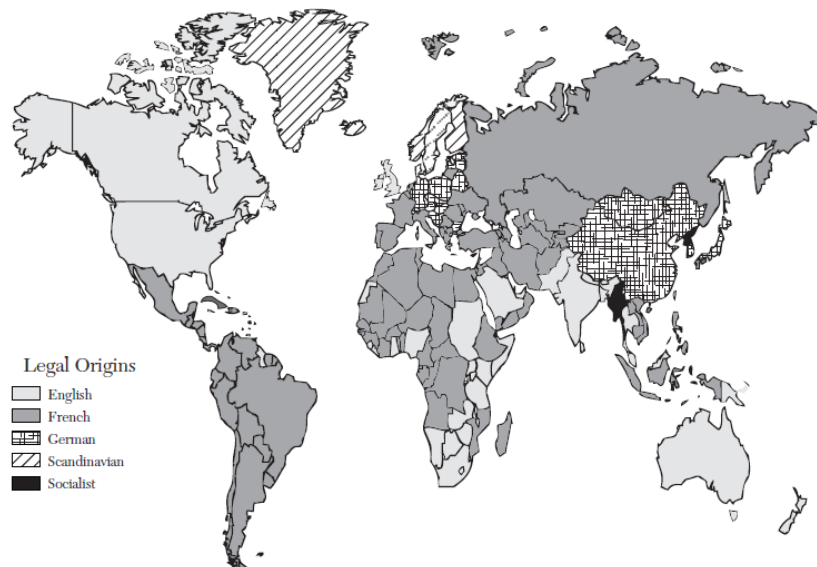 Legal Origins
English
French
German
Scandinavian
Socialist